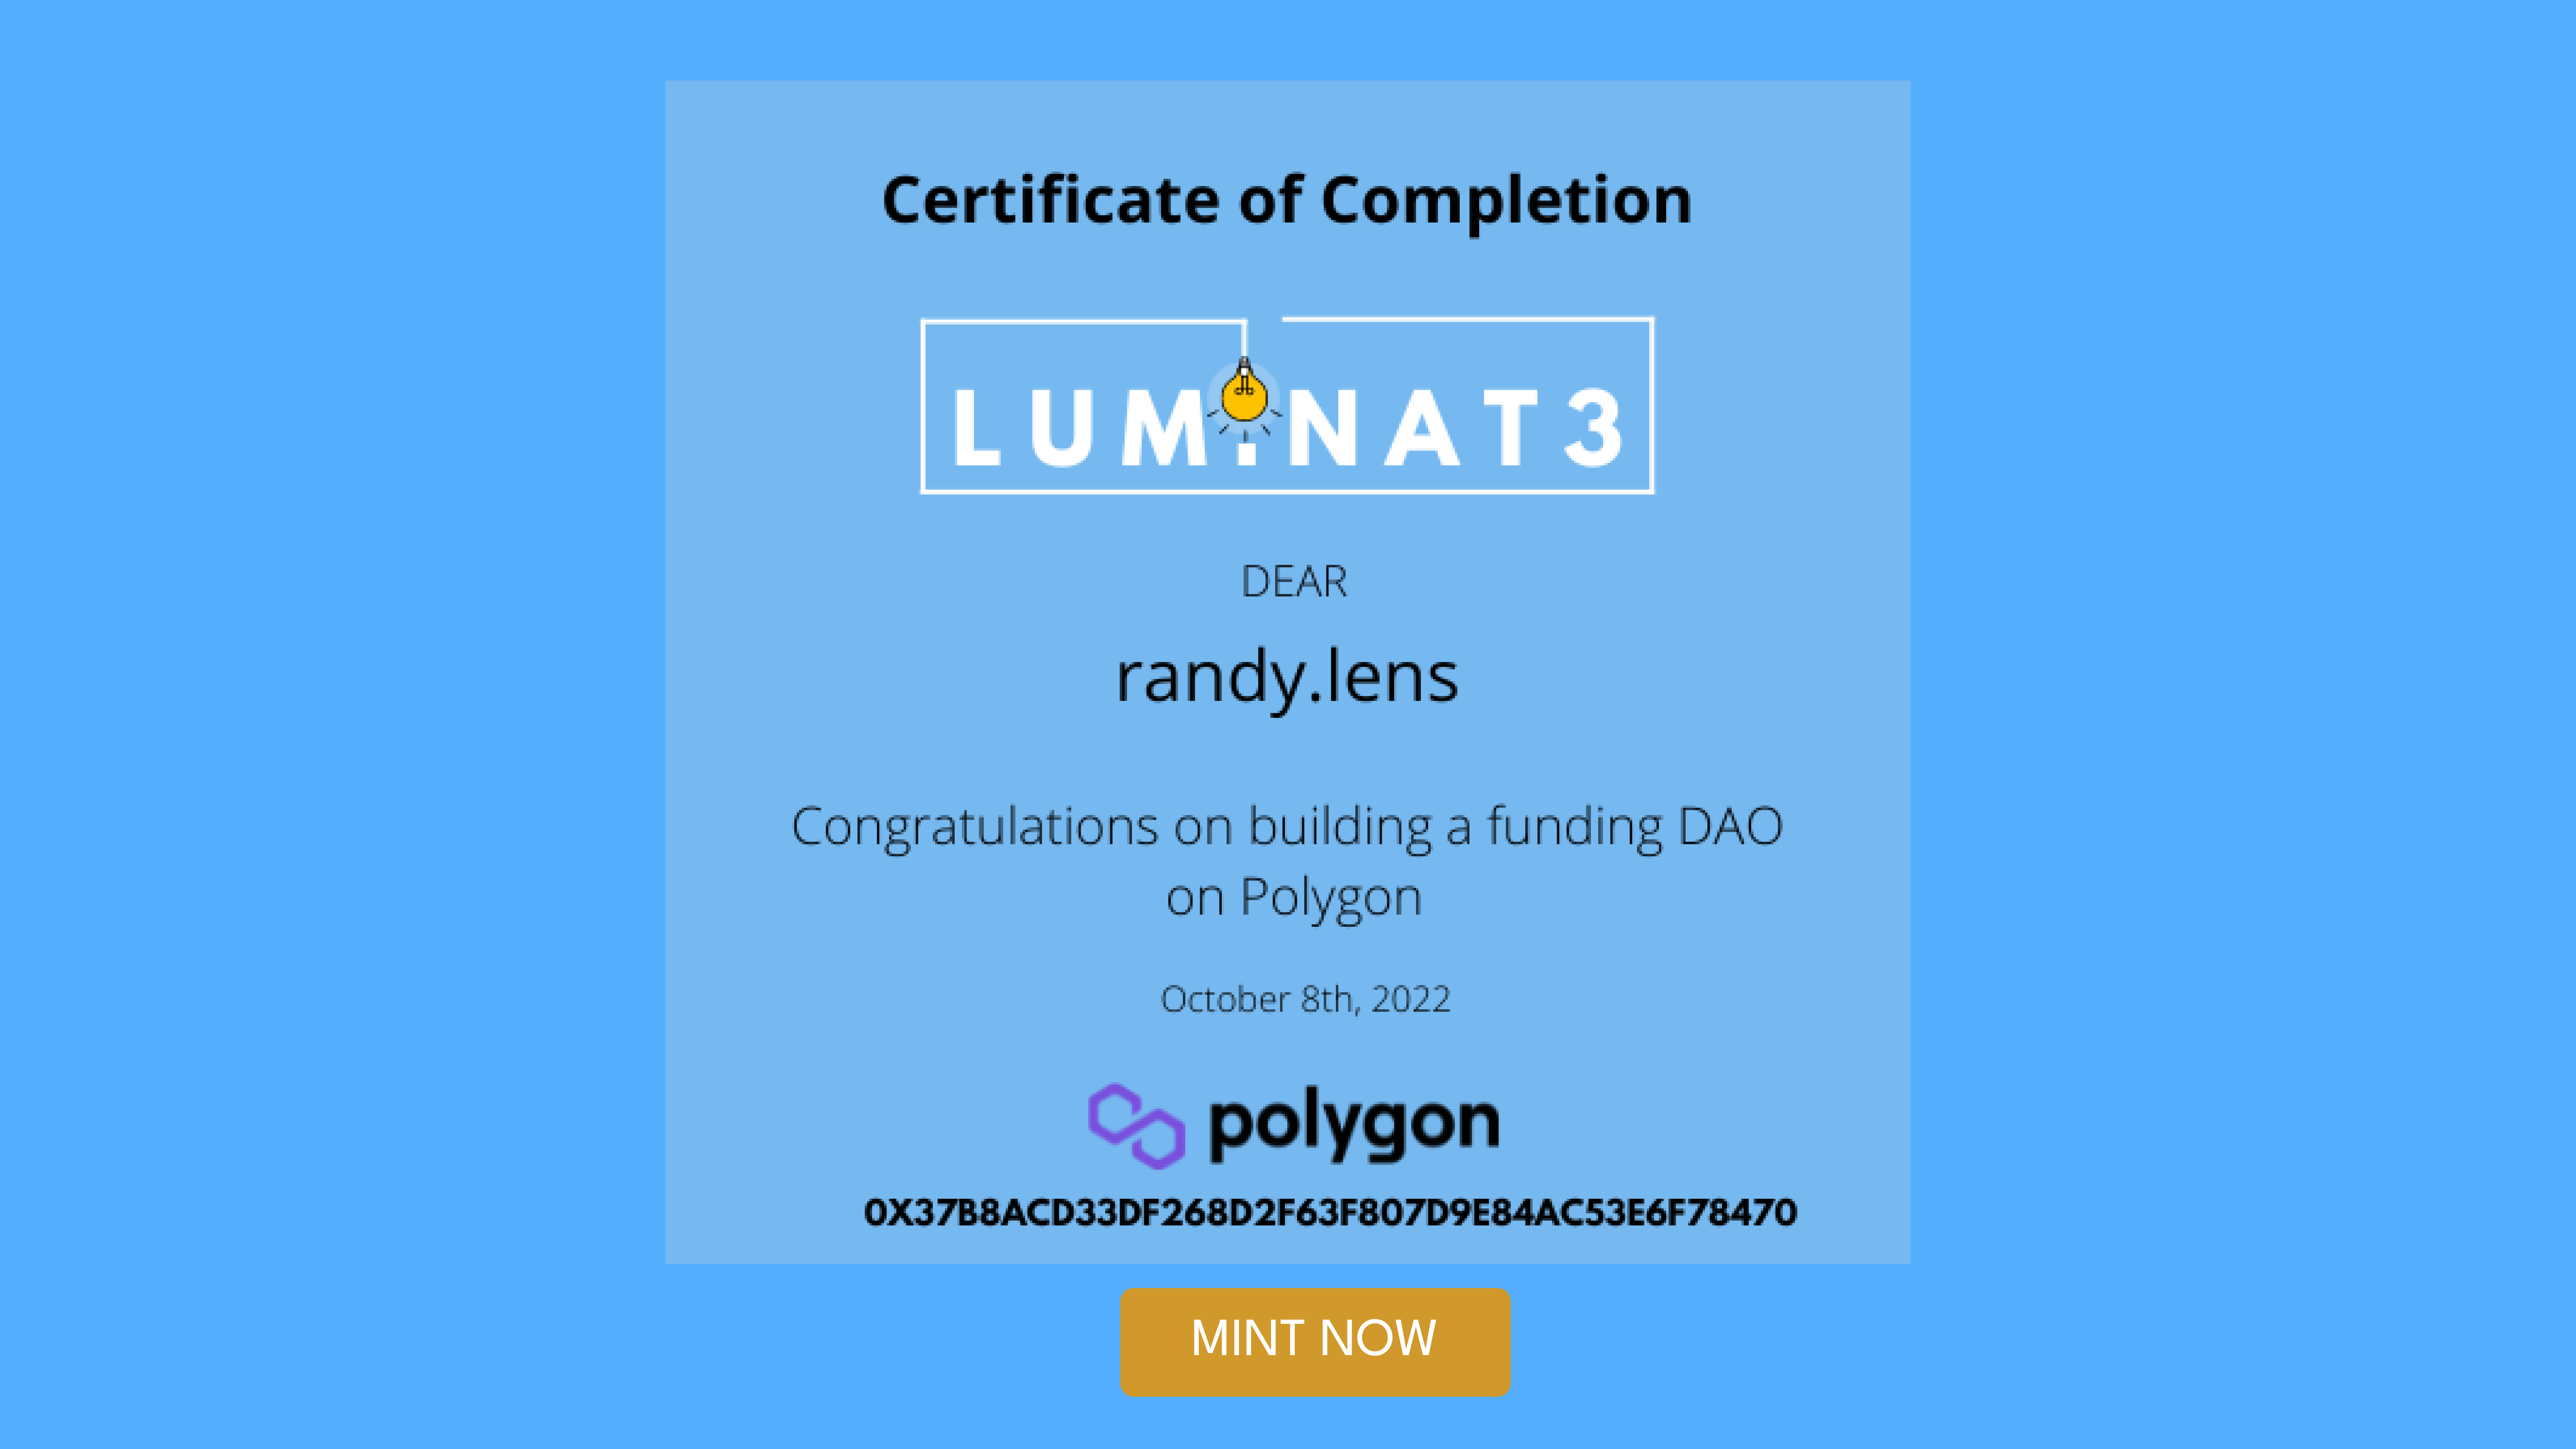 Certificate of Completion
LUMINAT3
DEAR
randy.lens
Congratulations on building a funding DAO
on Polygon
October 8th, 2022
polygon
0X37B8ACD33DF268D2F63F807D9E84AC53E6F78470
MINT NOW